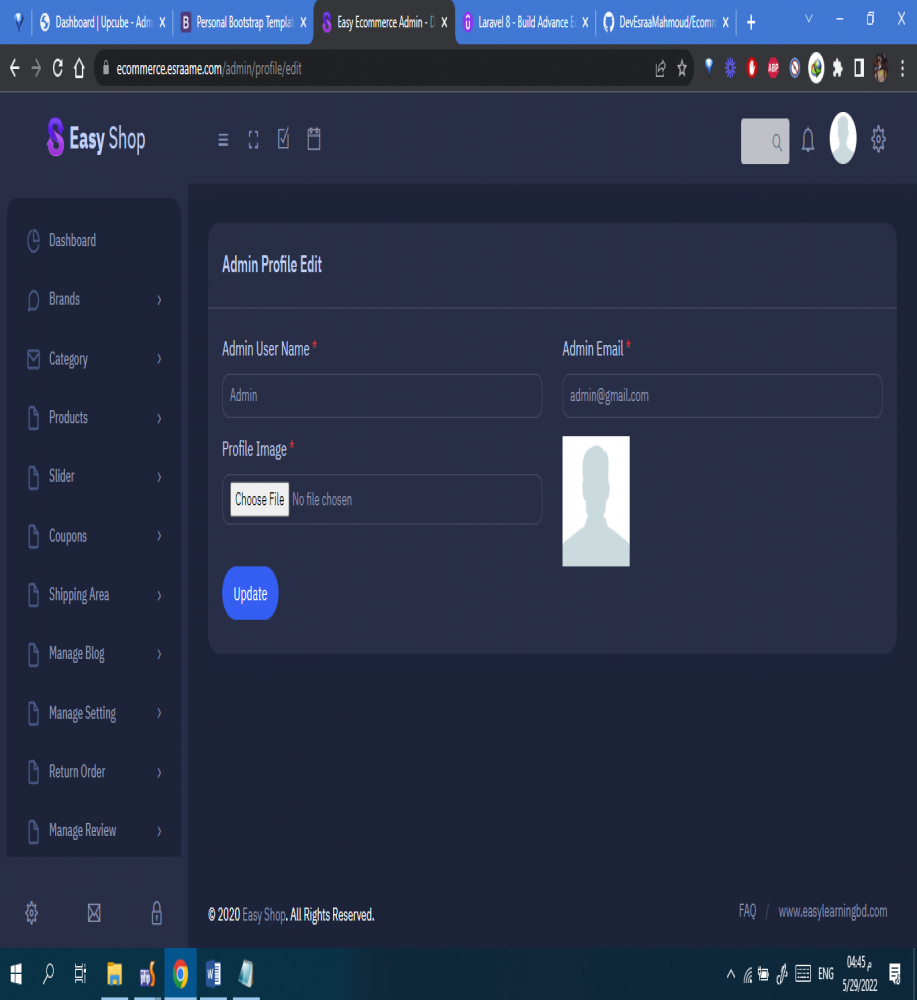 Dashboard | Upcube - Adm
Personal Bootstrap Templat
Easy Ecommerce Admin - D
Laravel 8 - Build Advance E
DevEsraaMahmoud/Ecomm
ecommerce.esraame.com/admin/profile/edit
ABP
Easy Shop
Dashboard
Brands
Category
Products
Slider
Coupons
Shipping Area
Manage Blog
Manage Setting
Return Order
Manage Review
Admin Profile Edit
Admin User Name *
Admin Email *
Admin
admin@gmail.com
Profile Image *
Choose File No file chosen
Update
© 2020 Easy Shop. All Rights Reserved.
FAQ / www.easylearningbd.com
ENG
04:45 م
5/29/2022